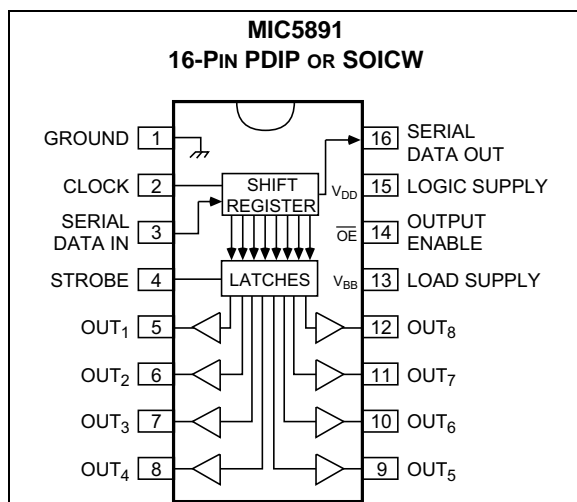 MIC5891
16-PIN PDIP OR SOICW
GROUND 1
16 SERIAL DATA OUT
CLOCK 2
SHIFT REGISTER
VDD 15 LOGIC SUPPLY
SERIAL DATA IN 3
OE 14 OUTPUT ENABLE
STROBE 4
LATCHES
VBB 13 LOAD SUPPLY
OUT1 5
12 OUT8
OUT2 6
11 OUT7
OUT3 7
10 OUT6
OUT4 8
9 OUT5